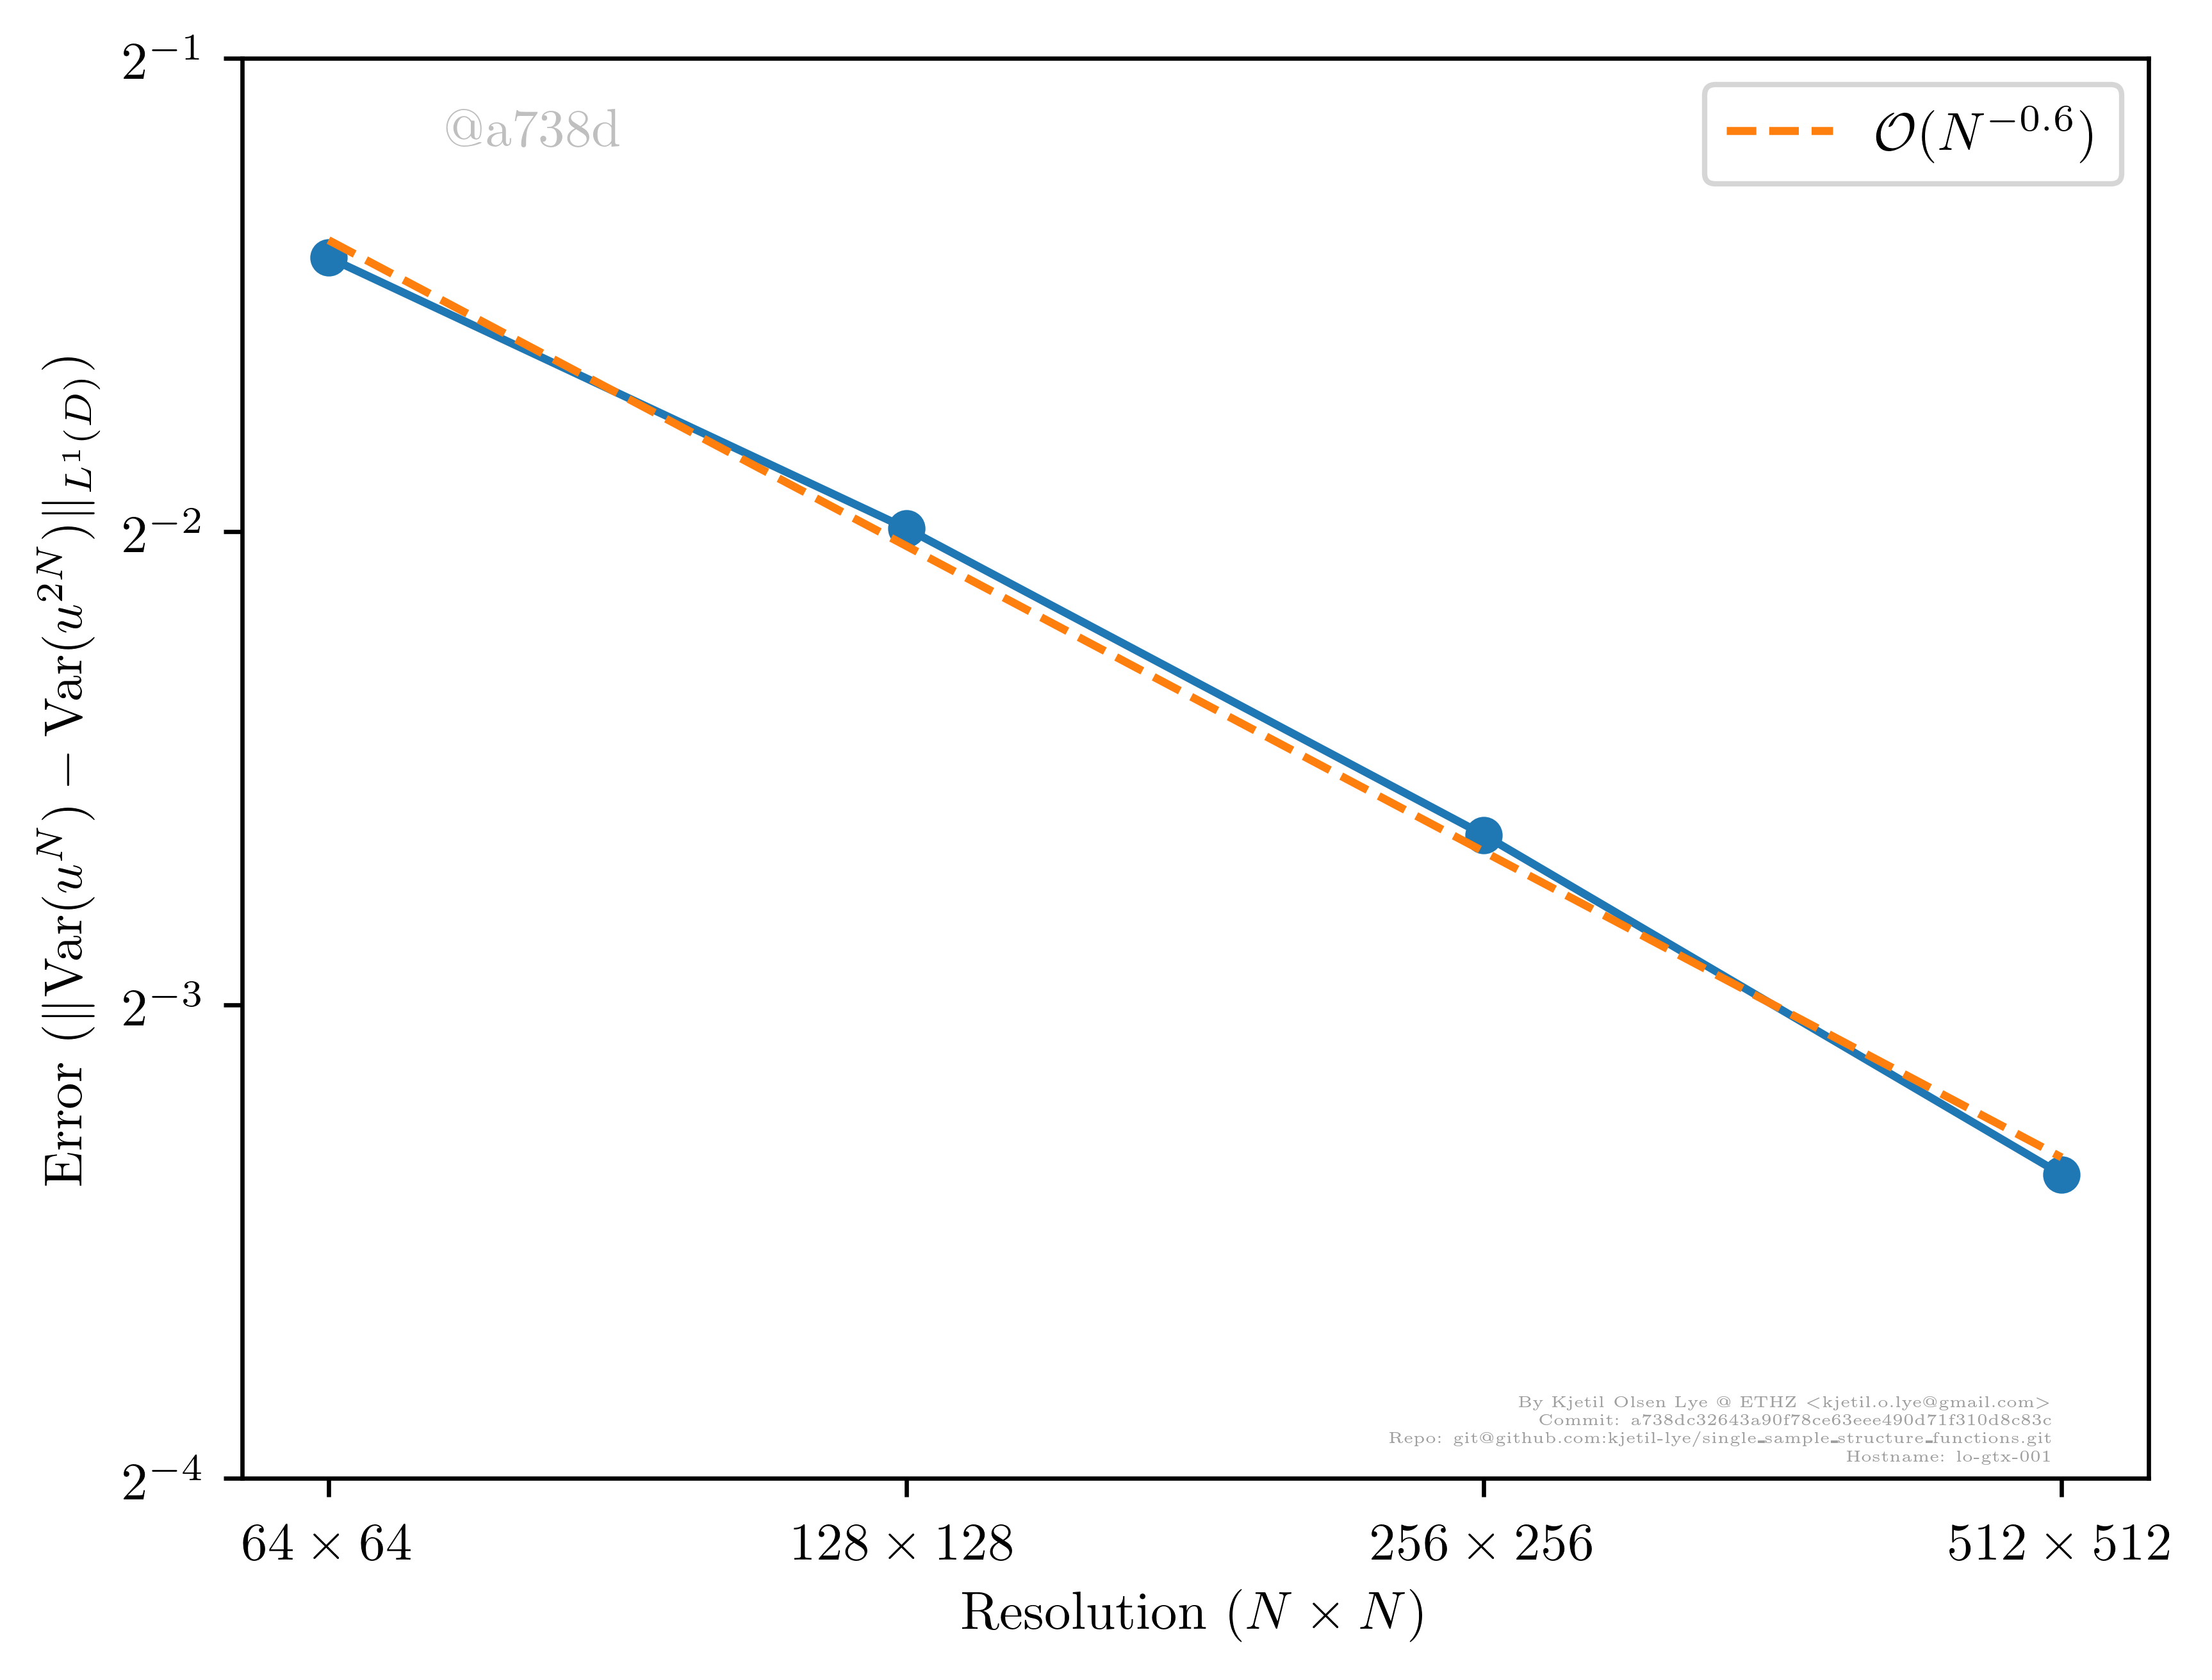 2⁻¹
@a738d
𝒪(N⁻⁰·⁶)
2⁻²
2⁻³
2⁻⁴
Error (||Var(u^N) − Var(u^{2N})||_{L^1(D)})
By Kjetil Olsen Lye @ ETHZ <kjetil.o.lye@gmail.com>
Commit: a738dc32643a90f78ce63eee490d71f310d8c83c
Repo: git@github.com:kjetil-lye/single_sample_structure_functions.git
Hostname: lo-gtx-001
64 × 64 128 × 128 256 × 256 512 × 512
Resolution (N × N)